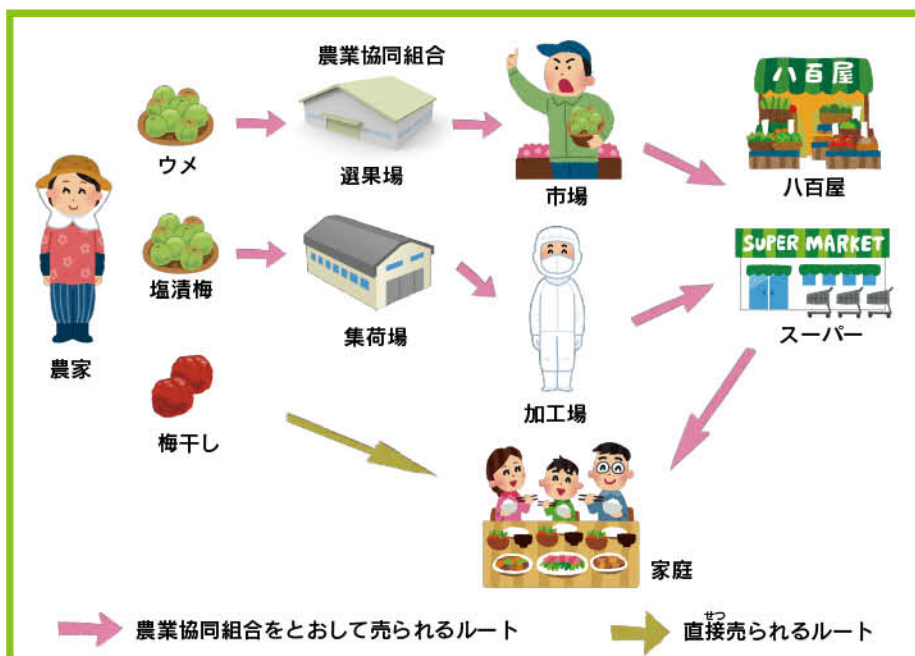 農業協同組合
ウメ
選果場
市場
八百屋
八百屋
農家
塩漬梅
集荷場
加工場
SUPER MARKET
スーパー
梅干し
家庭
農業協同組合をとおして売られるルート
せつ
直接売られるルート